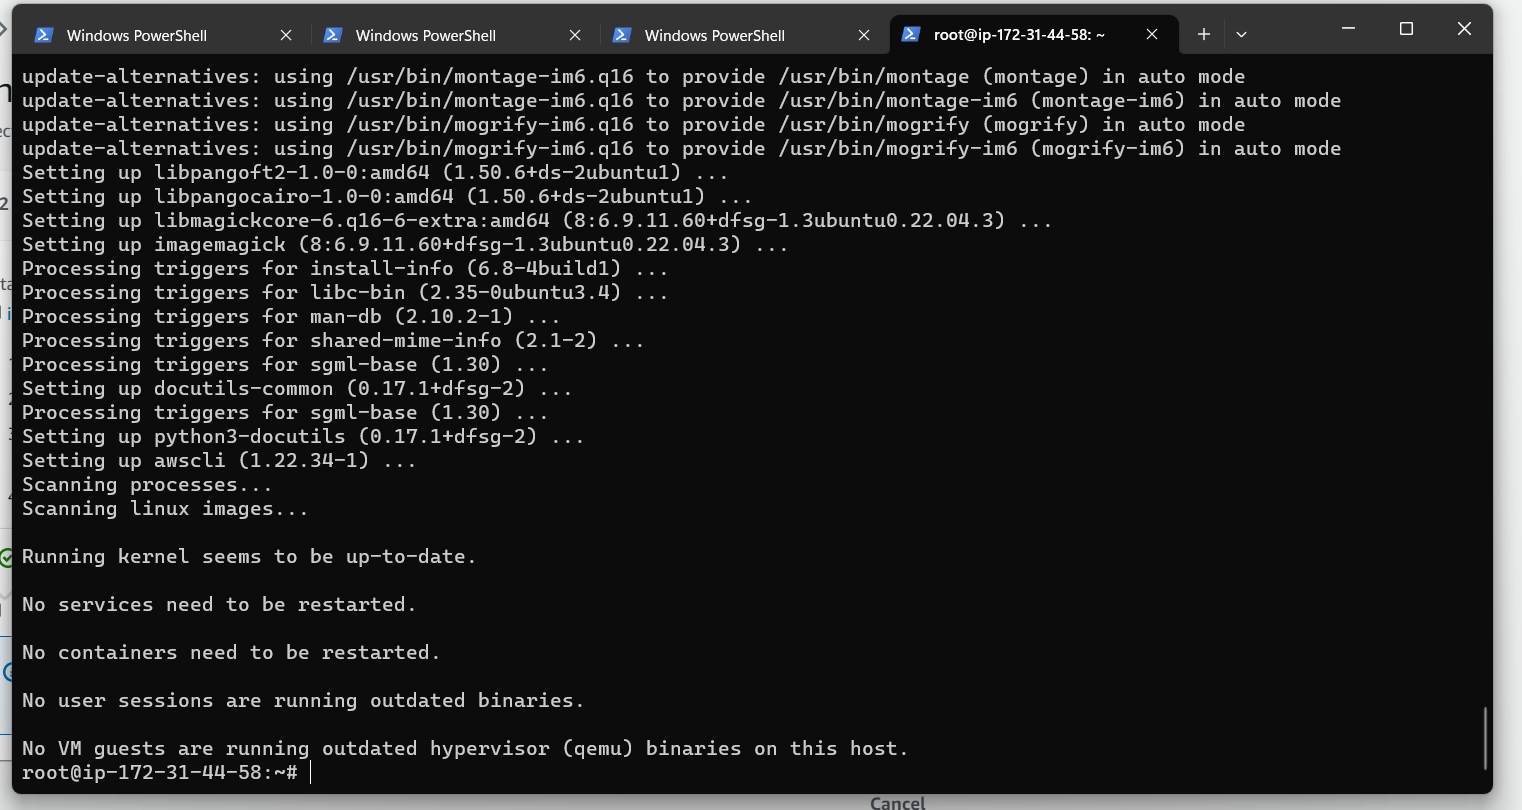 Windows PowerShell
Windows PowerShell
Windows PowerShell
root@ip-172-31-44-58: ~
update-alternatives: using /usr/bin/montage-im6.q16 to provide /usr/bin/montage (montage) in auto mode
update-alternatives: using /usr/bin/montage-im6.q16 to provide /usr/bin/montage-im6 (montage-im6) in auto mode
update-alternatives: using /usr/bin/mogrify-im6.q16 to provide /usr/bin/mogrify (mogrify) in auto mode
update-alternatives: using /usr/bin/mogrify-im6.q16 to provide /usr/bin/mogrify-im6 (mogrify-im6) in auto mode
Setting up libpangoft2-1.0-0:amd64 (1.50.6+ds-2ubuntu1) ...
Setting up libpangocairo-1.0-0:amd64 (1.50.6+ds-2ubuntu1) ...
Setting up libmagickcore-6.q16-6-extra:amd64 (8:6.9.11.60+dfsg-1.3ubuntu0.22.04.3) ...
Setting up imagemagick (8:6.9.11.60+dfsg-1.3ubuntu0.22.04.3) ...
Processing triggers for install-info (6.8-4build1) ...
Processing triggers for libc-bin (2.35-0ubuntu3.4) ...
Processing triggers for man-db (2.10.2-1) ...
Processing triggers for shared-mime-info (2.1-2) ...
Processing triggers for sgml-base (1.30) ...
Setting up docutils-common (0.17.1+dfsg-2) ...
Processing triggers for sgml-base (1.30) ...
Setting up python3-docutils (0.17.1+dfsg-2) ...
Setting up awscli (1.22.34-1) ...
Scanning processes...
Scanning linux images...
Running kernel seems to be up-to-date.
No services need to be restarted.
No containers need to be restarted.
No user sessions are running outdated binaries.
No VM guests are running outdated hypervisor (qemu) binaries on this host.
root@ip-172-31-44-58:~#
Cancel